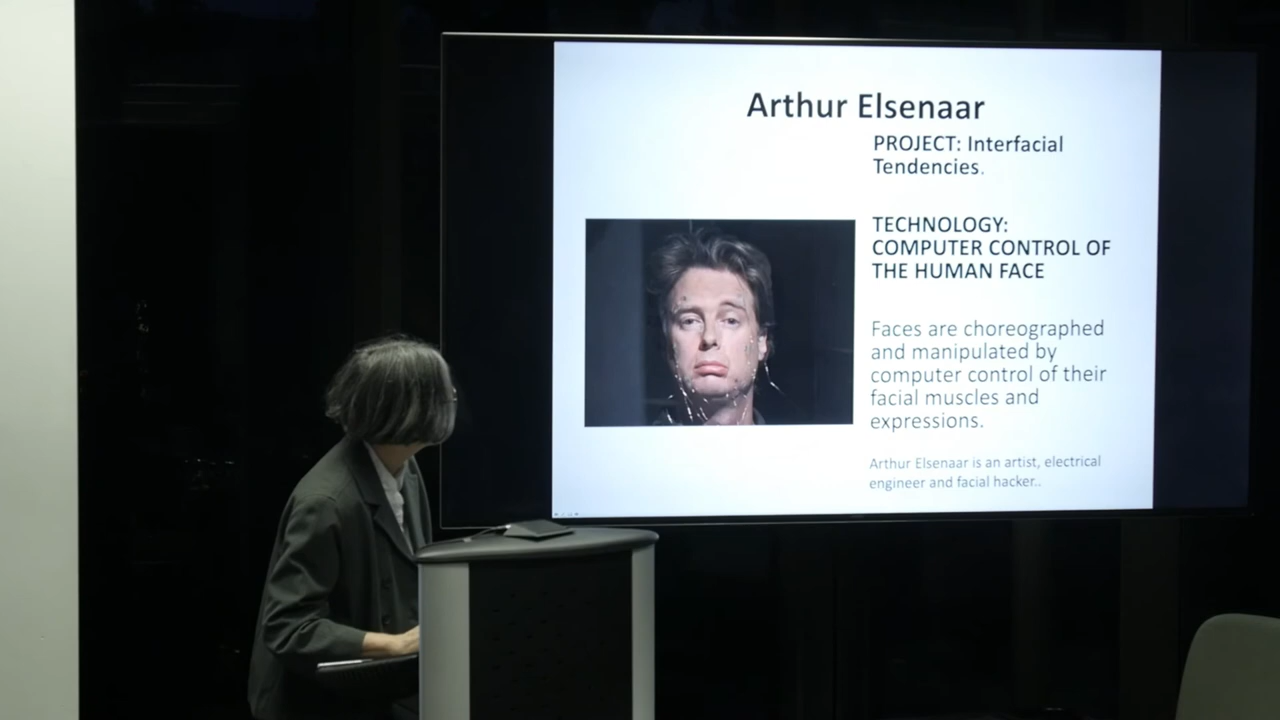 Arthur Elsenaar
PROJECT: Interfacial
Tendencies.
TECHNOLOGY:
COMPUTER CONTROL OF
THE HUMAN FACE
Faces are choreographed
and manipulated by
computer control of their
facial muscles and
expressions.
Arthur Elsenaar is an artist, electrical
engineer and facial hacker..